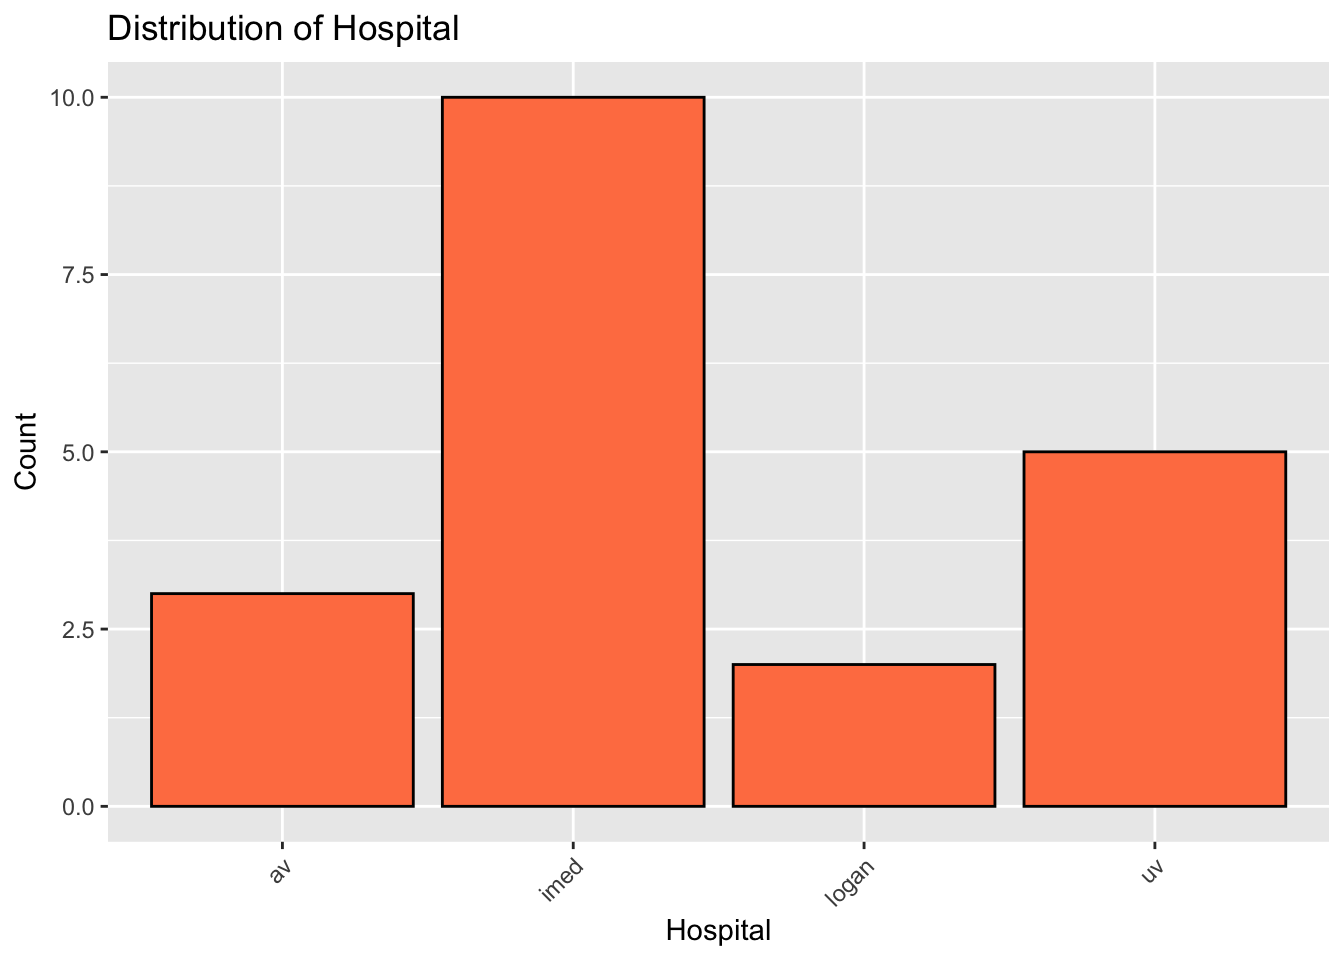 Distribution of Hospital
10.0
7.5
5.0
2.5
0.0
Count
av
imed
logan
uv
Hospital